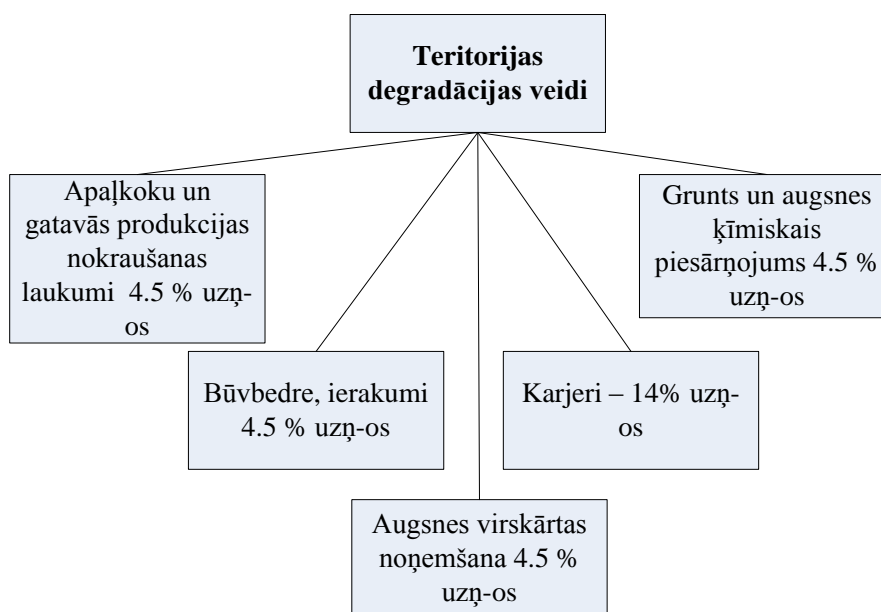 Teritorijas
degradācijas veidi
Apaļkoku un
gatavās produkcijas
nokraušanas
laukumi 4.5 % uzņ-
os
Grunts un augsnes
ķīmiskais
piesārņojums 4.5 %
uzņ-os
Būvbedre, ierakumi
4.5 % uzņ-os
Karjeri – 14% uzņ-
os
Augsnes virskārtas
noņemšana 4.5 %
uzņ-os